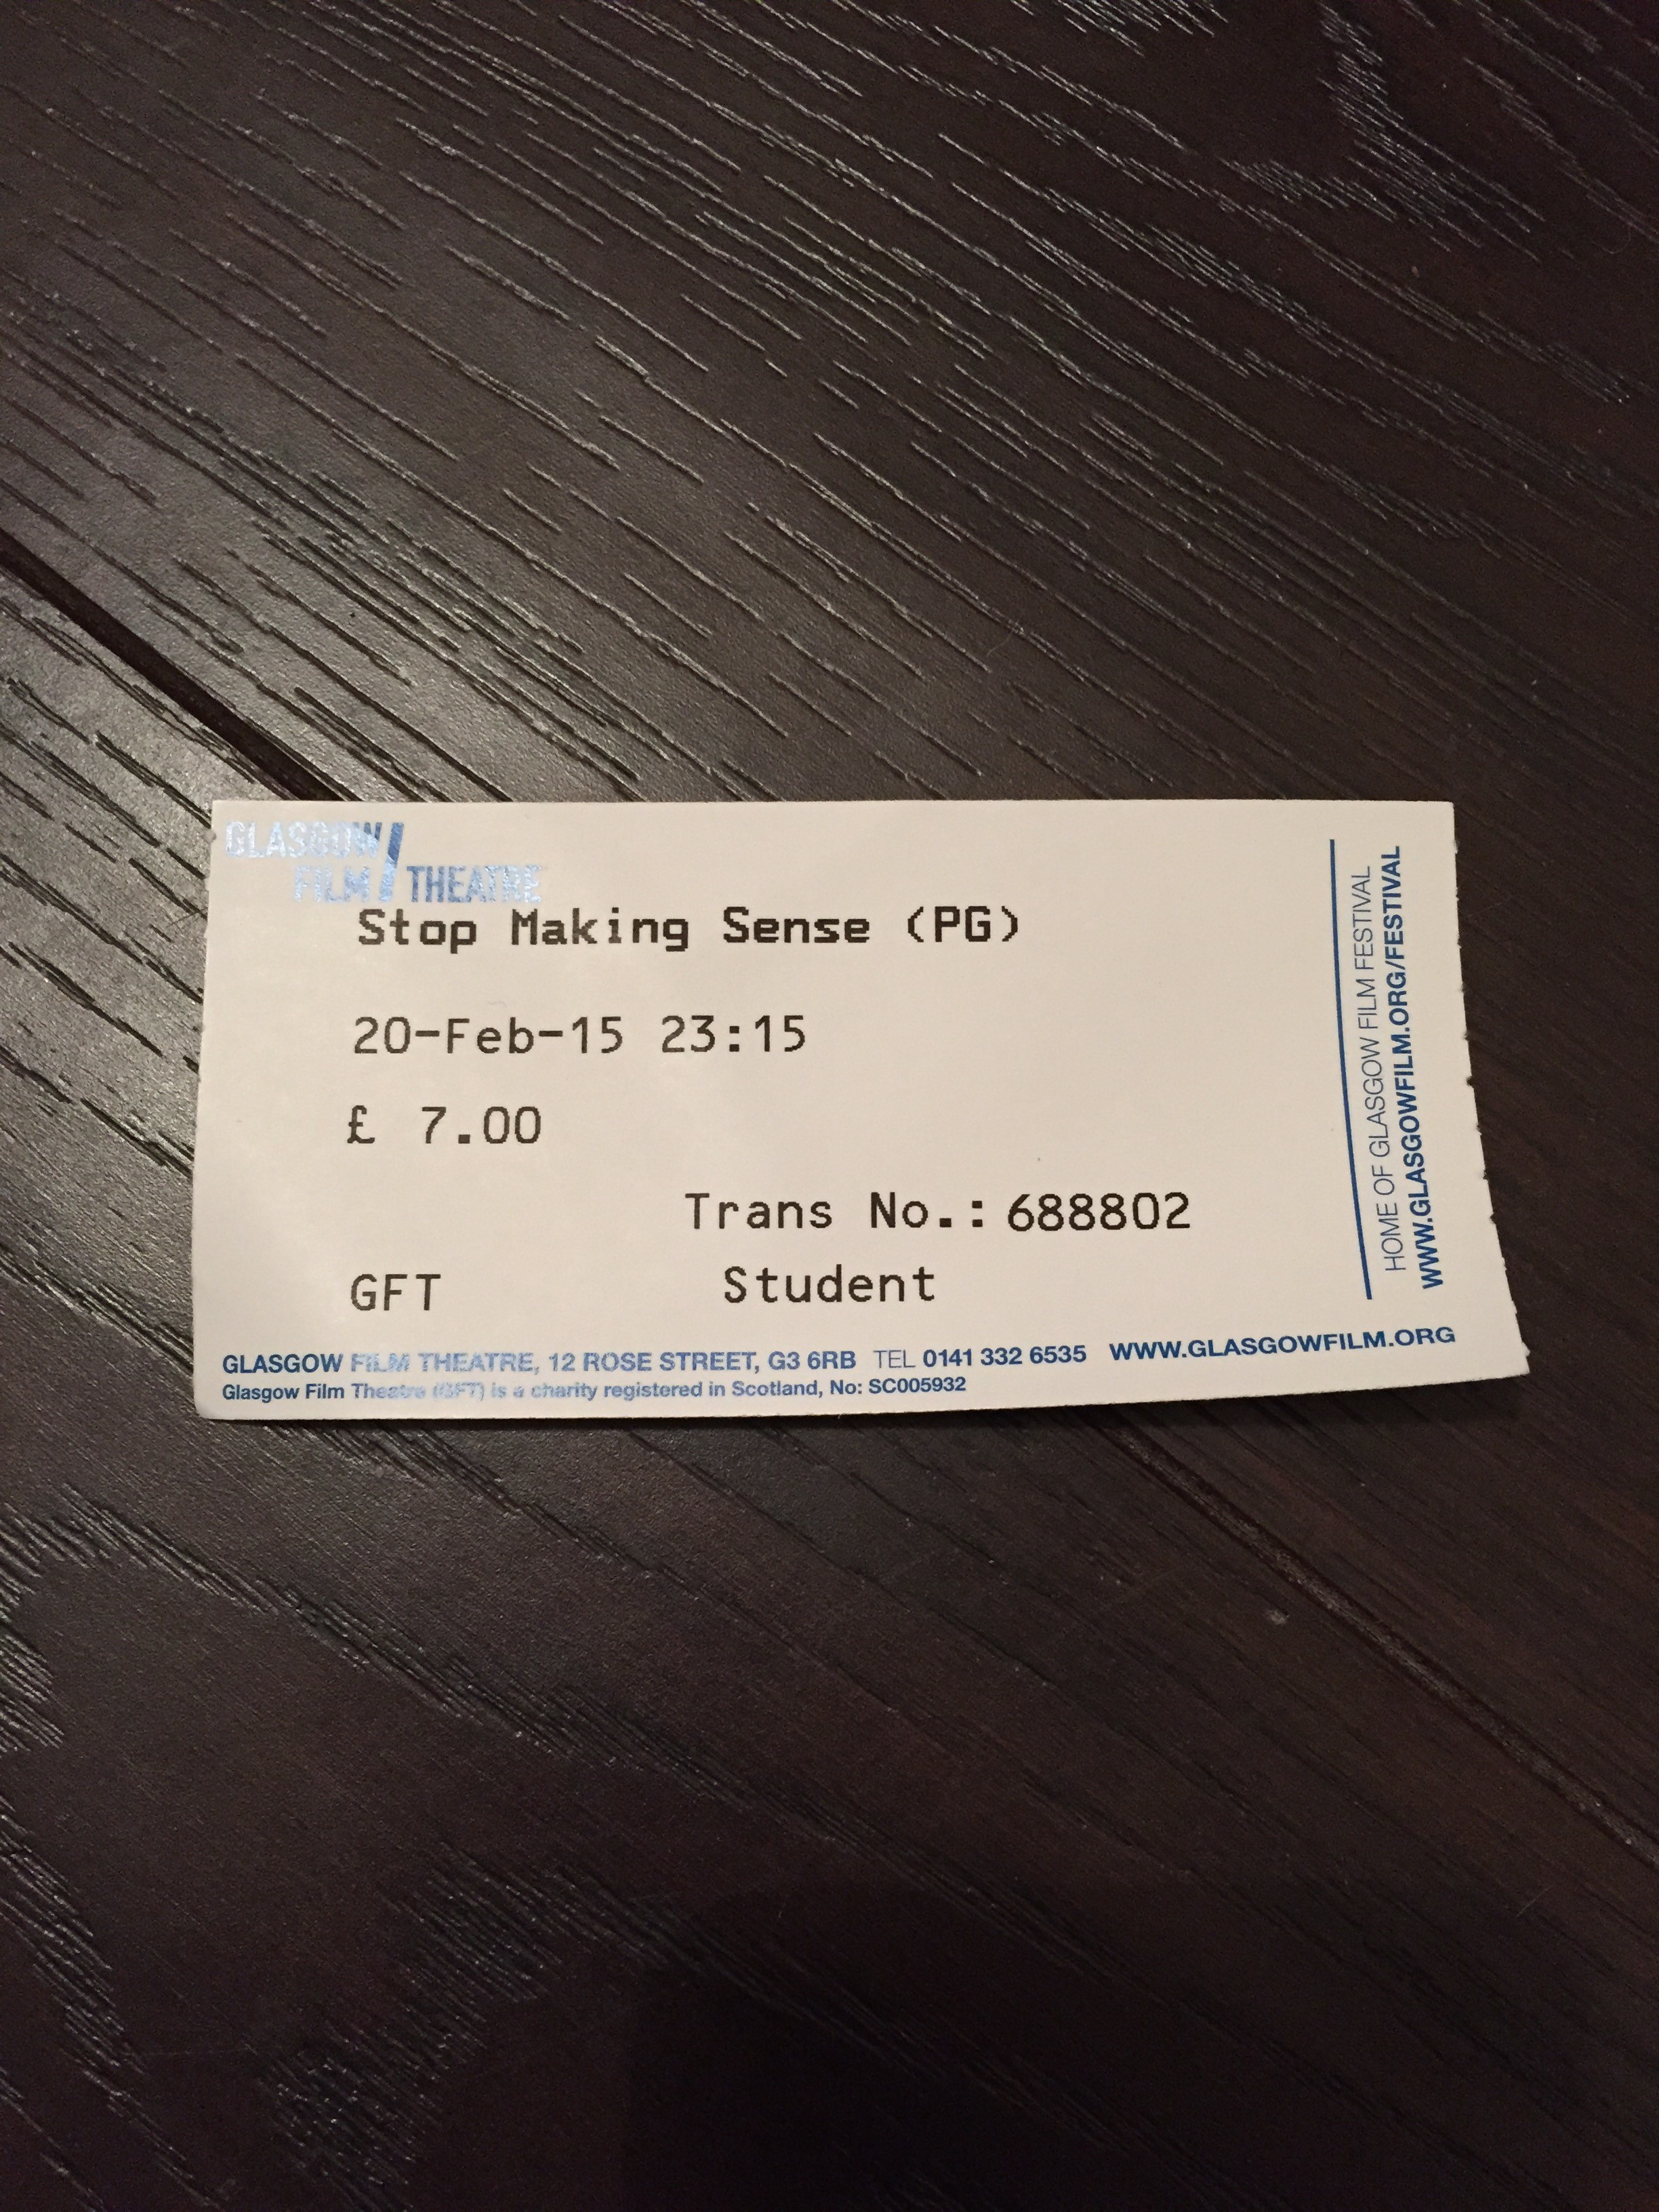 GLASGOW
FILM / THEATRE
Stop Making Sense (PG)
20-Feb-15 23:15
£ 7.00
Trans No.: 688802
GFT Student
GLASGOW FILM THEATRE, 12 ROSE STREET, G3 6RB TEL 0141 332 6535 WWW.GLASGOWFILM.ORG
Glasgow Film Theatre (GFT) is a charity registered in Scotland, No: SC005932
HOME OF GLASGOW FILM FESTIVAL
WWW.GLASGOWFILM.ORG/FESTIVAL